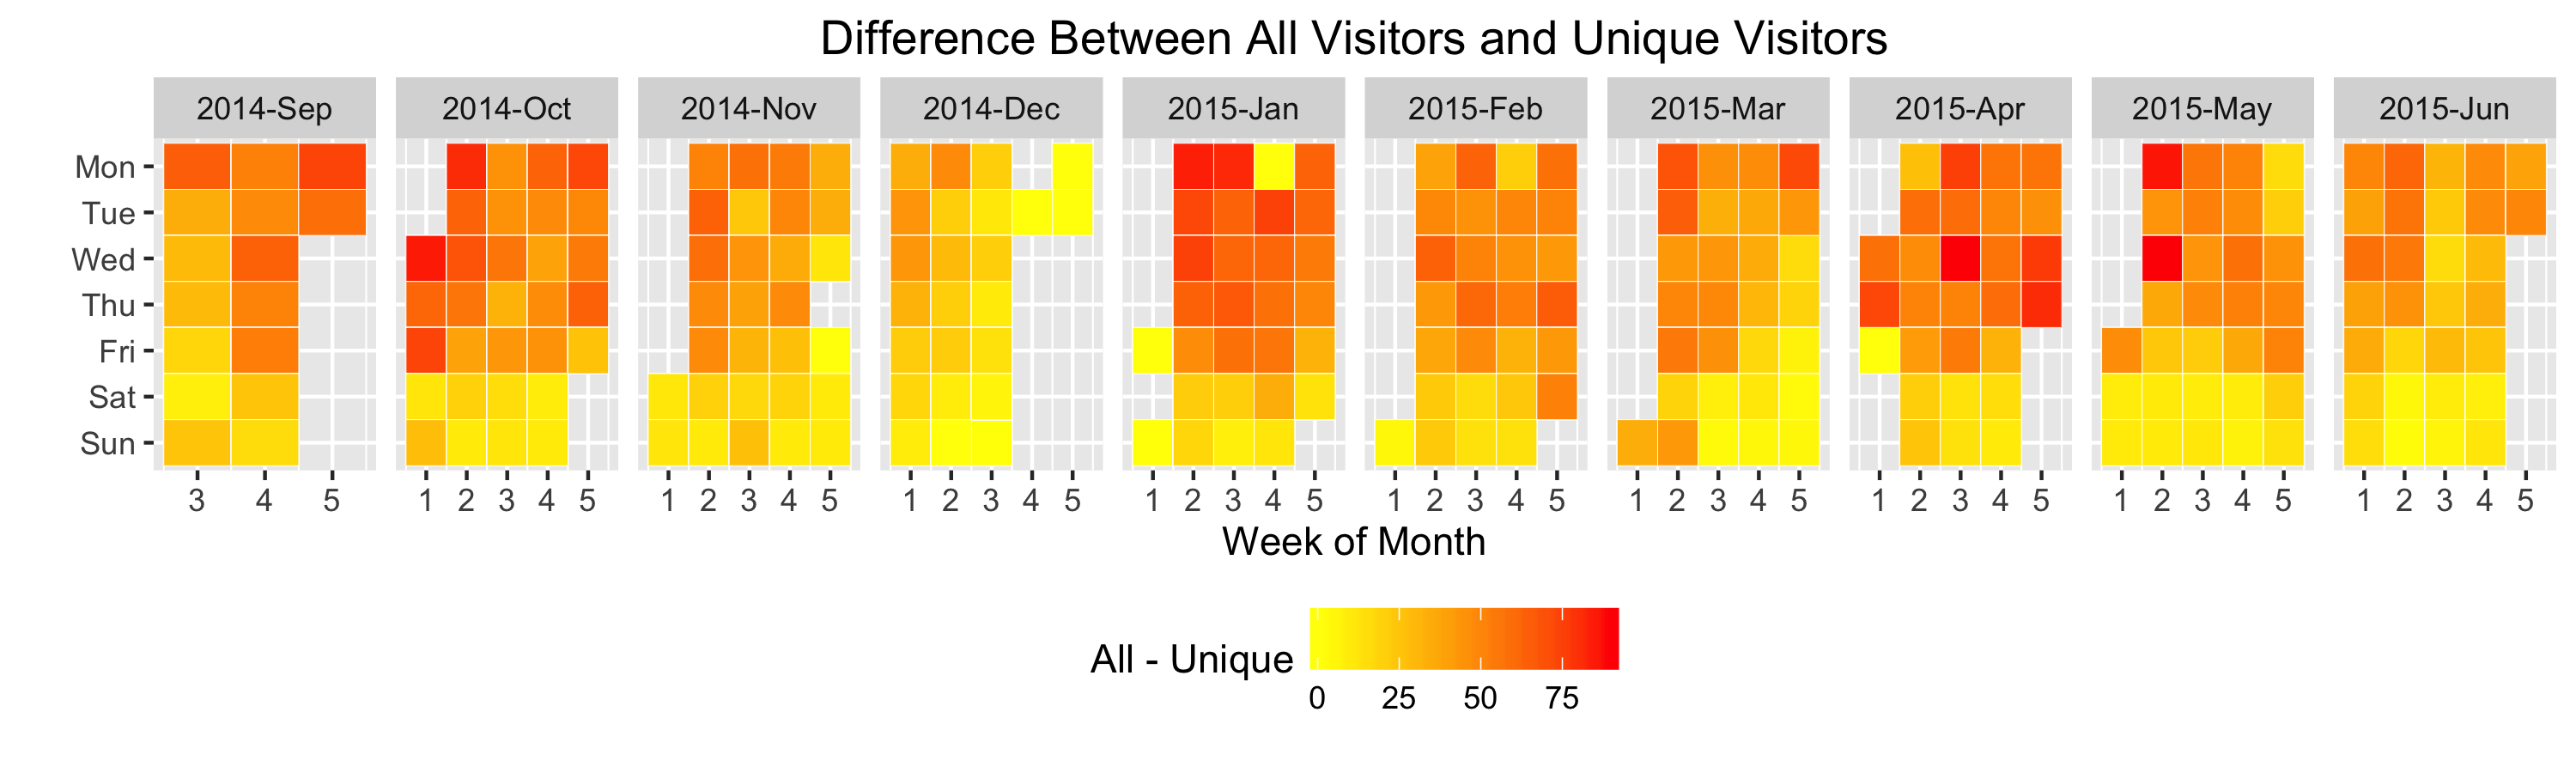 Difference Between All Visitors and Unique Visitors
2014-Sep 2014-Oct 2014-Nov 2014-Dec 2015-Jan 2015-Feb 2015-Mar 2015-Apr 2015-May 2015-Jun
Mon
Tue
Wed
Thu
Fri
Sat
Sun
3 4 5 1 2 3 4 5 1 2 3 4 5 1 2 3 4 5 1 2 3 4 5 1 2 3 4 5 1 2 3 4 5 1 2 3 4 5 1 2 3 4 5 1 2 3 4 5
Week of Month
All - Unique
0 25 50 75